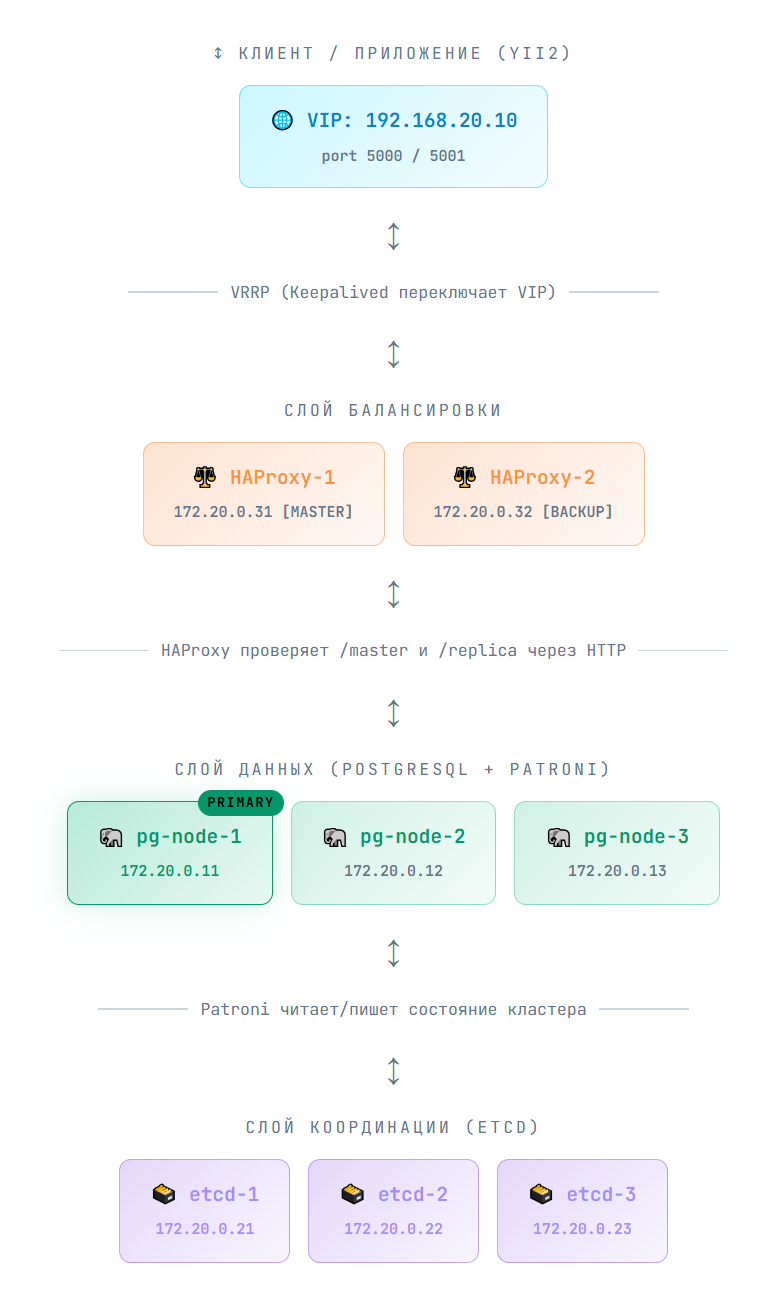 ↕ КЛИЕНТ / ПРИЛОЖЕНИЕ (YII2)
VIP: 192.168.20.10
port 5000 / 5001
VRRP (Keepalived переключает VIP)
СЛОЙ БАЛАНСИРОВКИ
HAProxy-1
172.20.0.31 [MASTER]
HAProxy-2
172.20.0.32 [BACKUP]
HAProxy проверяет /master и /replica через HTTP
СЛОЙ ДАННЫХ (POSTGRESQL + PATRONI)
PRIMARY
pg-node-1
172.20.0.11
pg-node-2
172.20.0.12
pg-node-3
172.20.0.13
Patroni читает/пишет состояние кластера
СЛОЙ КООРДИНАЦИИ (ETCD)
etcd-1
172.20.0.21
etcd-2
172.20.0.22
etcd-3
172.20.0.23